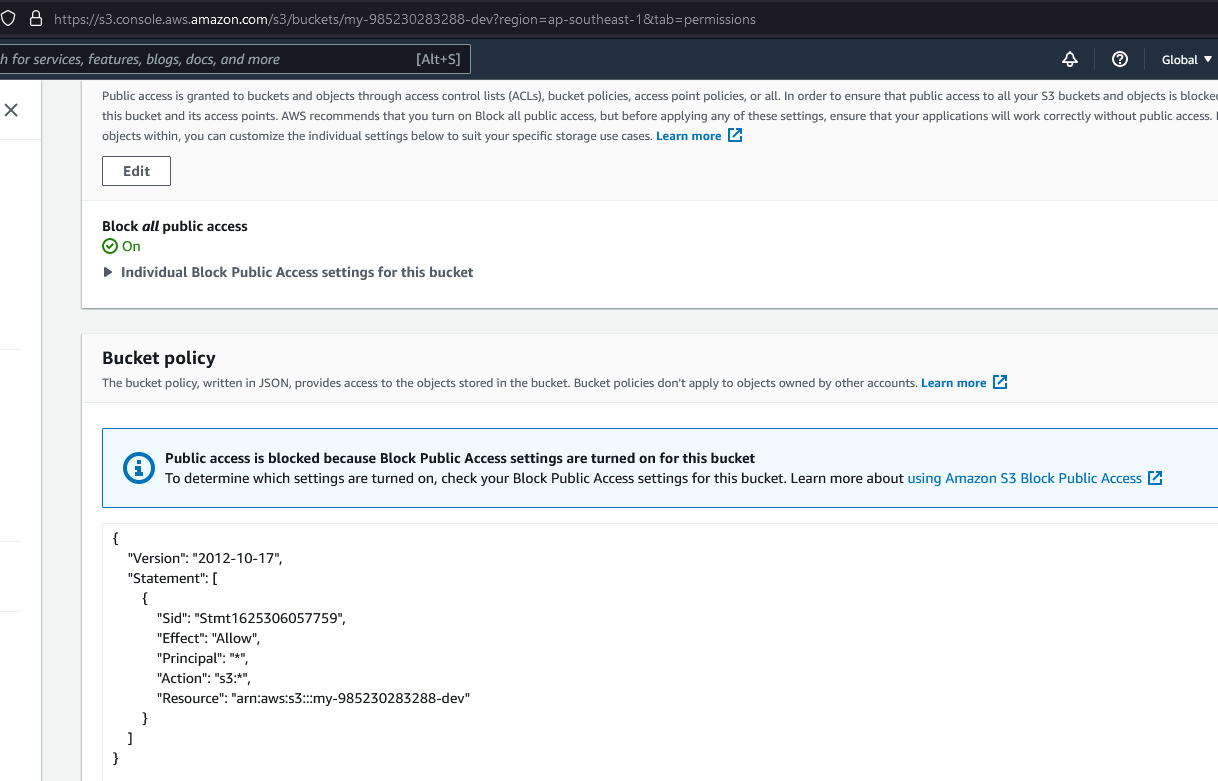 https://s3.console.aws.amazon.com/s3/buckets/my-985230283288-dev?region=ap-southeast-1&tab=permissions
h for services, features, blogs, docs, and more [Alt+S] Global
Public access is granted to buckets and objects through access control lists (ACLs), bucket policies, access point policies, or all. In order to ensure that public access to all your S3 buckets and objects is blocked
this bucket and its access points. AWS recommends that you turn on Block all public access, but before applying any of these settings, ensure that your applications will work correctly without public access.
objects within, you can customize the individual settings below to suit your specific storage use cases. Learn more
Edit
Block all public access
On
Individual Block Public Access settings for this bucket
Bucket policy
The bucket policy, written in JSON, provides access to the objects stored in the bucket. Bucket policies don't apply to objects owned by other accounts. Learn more
Public access is blocked because Block Public Access settings are turned on for this bucket
To determine which settings are turned on, check your Block Public Access settings for this bucket. Learn more about using Amazon S3 Block Public Access
{
"Version": "2012-10-17",
"Statement": [
{
"Sid": "Stmt1625306057759",
"Effect": "Allow",
"Principal": "*",
"Action": "s3:*",
"Resource": "arn:aws:s3:::my-985230283288-dev"
}
]
}